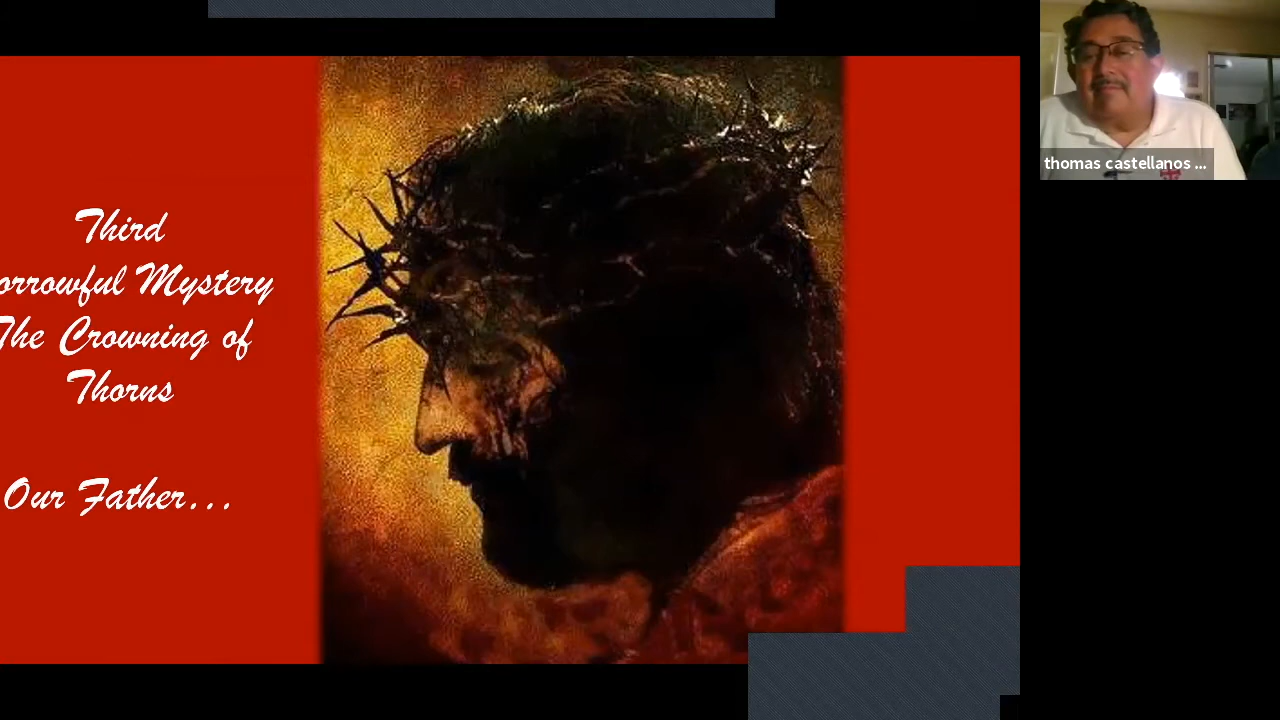 Third
orrowful Mystery
The Crowning of
Thorns
Our Father...
thomas castellanos ...